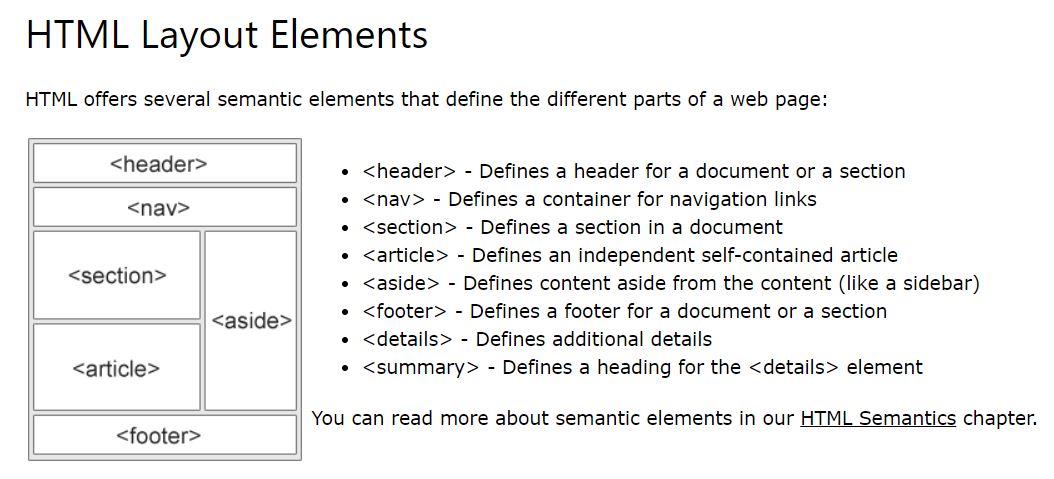 HTML Layout Elements
HTML offers several semantic elements that define the different parts of a web page:
<header>
<nav>
<section>
<aside>
<article>
<footer>
• <header> - Defines a header for a document or a section
• <nav> - Defines a container for navigation links
• <section> - Defines a section in a document
• <article> - Defines an independent self-contained article
• <aside> - Defines content aside from the content (like a sidebar)
• <footer> - Defines a footer for a document or a section
• <details> - Defines additional details
• <summary> - Defines a heading for the <details> element
You can read more about semantic elements in our HTML Semantics chapter.